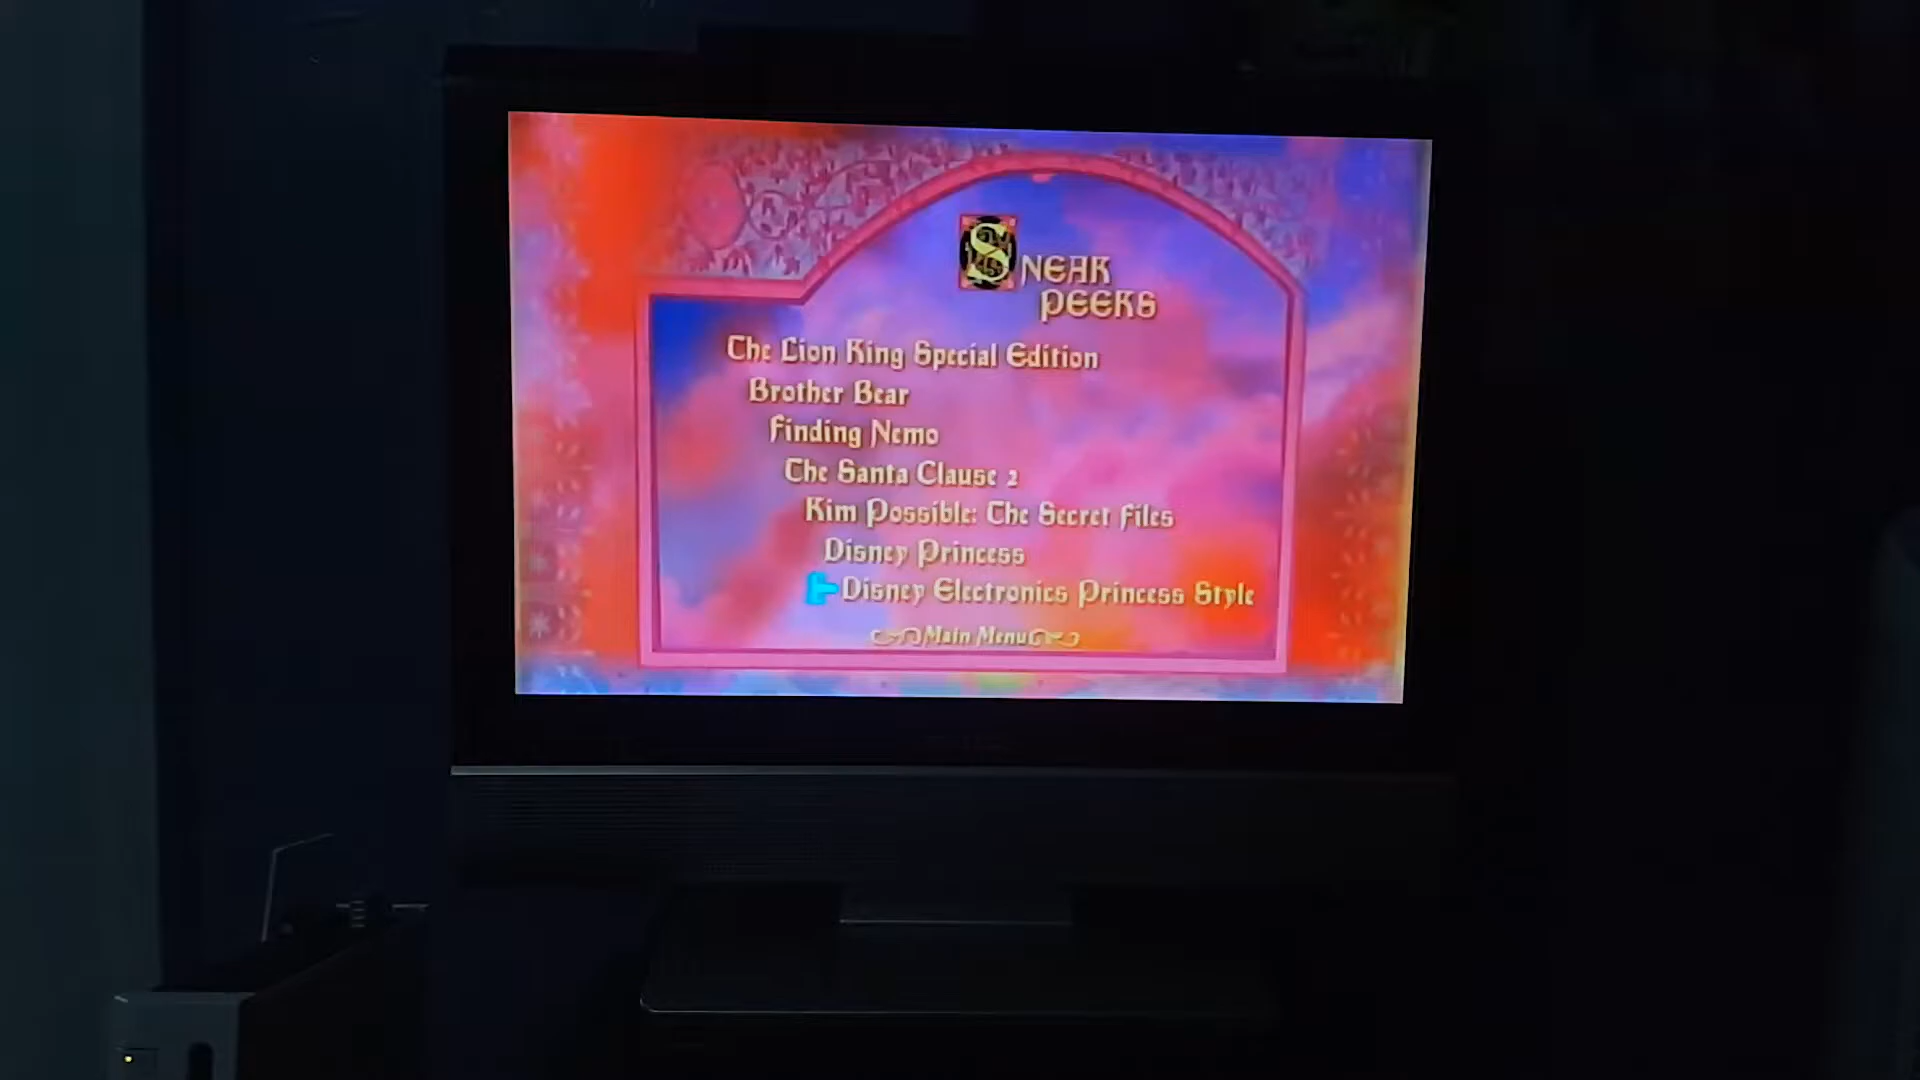 Sneak
Peeks
The Lion King Special Edition
Brother Bear
Finding Nemo
The Santa Clause 2
Kim Possible: The Secret Files
Disney Princess
Disney Electronics Princess Style
Main Menu